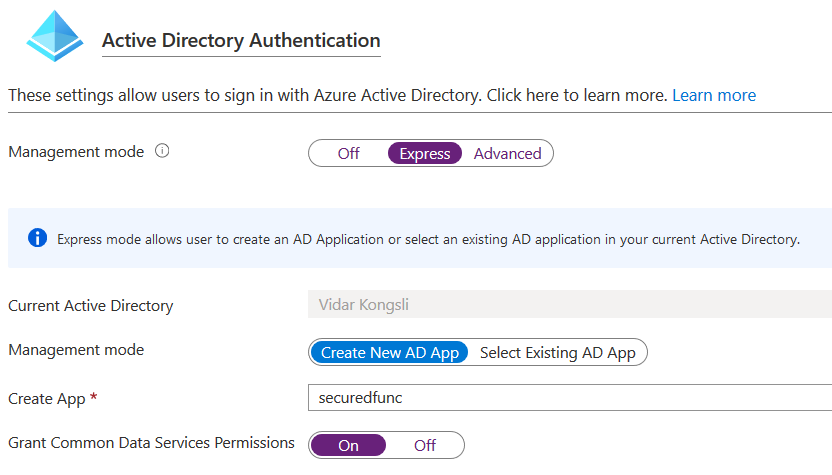 Active Directory Authentication
These settings allow users to sign in with Azure Active Directory. Click here to learn more. Learn more
Management mode Off Express Advanced
Express mode allows user to create an AD Application or select an existing AD application in your current Active Directory.
Current Active Directory Vidar Kongsli
Management mode Create New AD App Select Existing AD App
Create App * securedfunc
Grant Common Data Services Permissions On Off